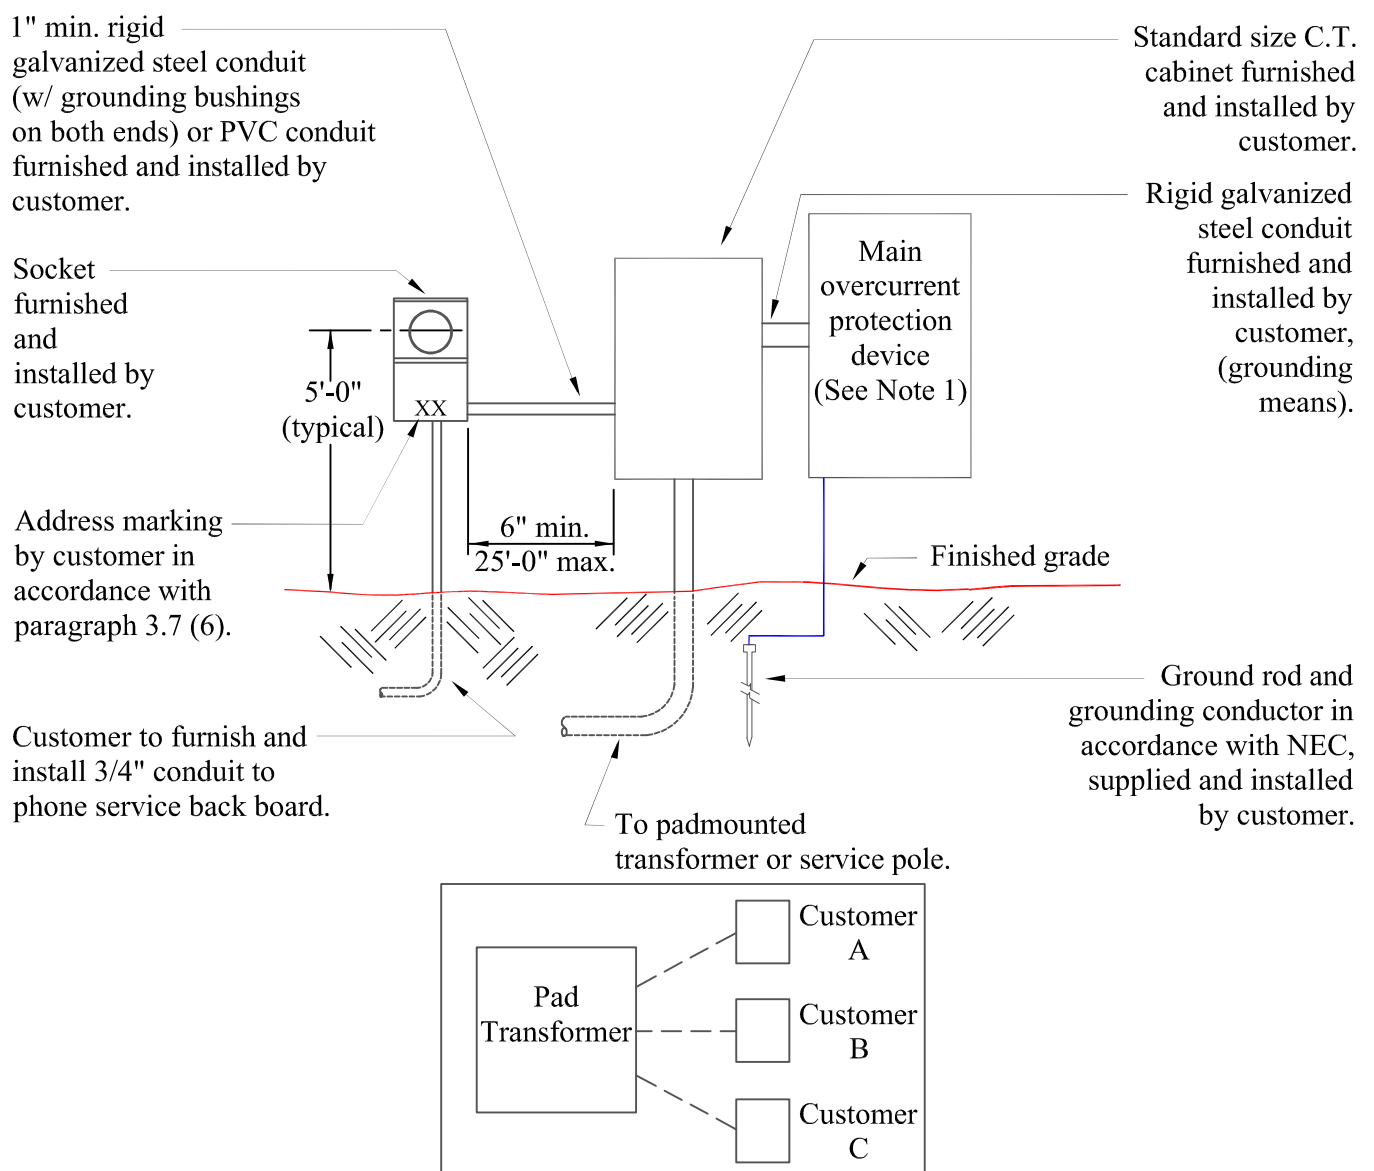 1" min. rigid
galvanized steel conduit
(w/ grounding bushings
on both ends) or PVC conduit
furnished and installed by
customer.
Standard size C.T.
cabinet furnished
and installed by
customer.
Rigid galvanized
steel conduit
furnished and
installed by
customer,
(grounding
means).
Socket
furnished
and
installed by
customer.
Main
overcurrent
protection
device
(See Note 1)
5'-0"
(typical)
XX
Address marking
by customer in
accordance with
paragraph 3.7 (6).
6" min.
25'-0" max.
Finished grade
Customer to furnish and
install 3/4" conduit to
phone service back board.
Ground rod and
grounding conductor in
accordance with NEC,
supplied and installed
by customer.
To padmounted
transformer or service pole.
Pad
Transformer
Customer
A
Customer
B
Customer
C